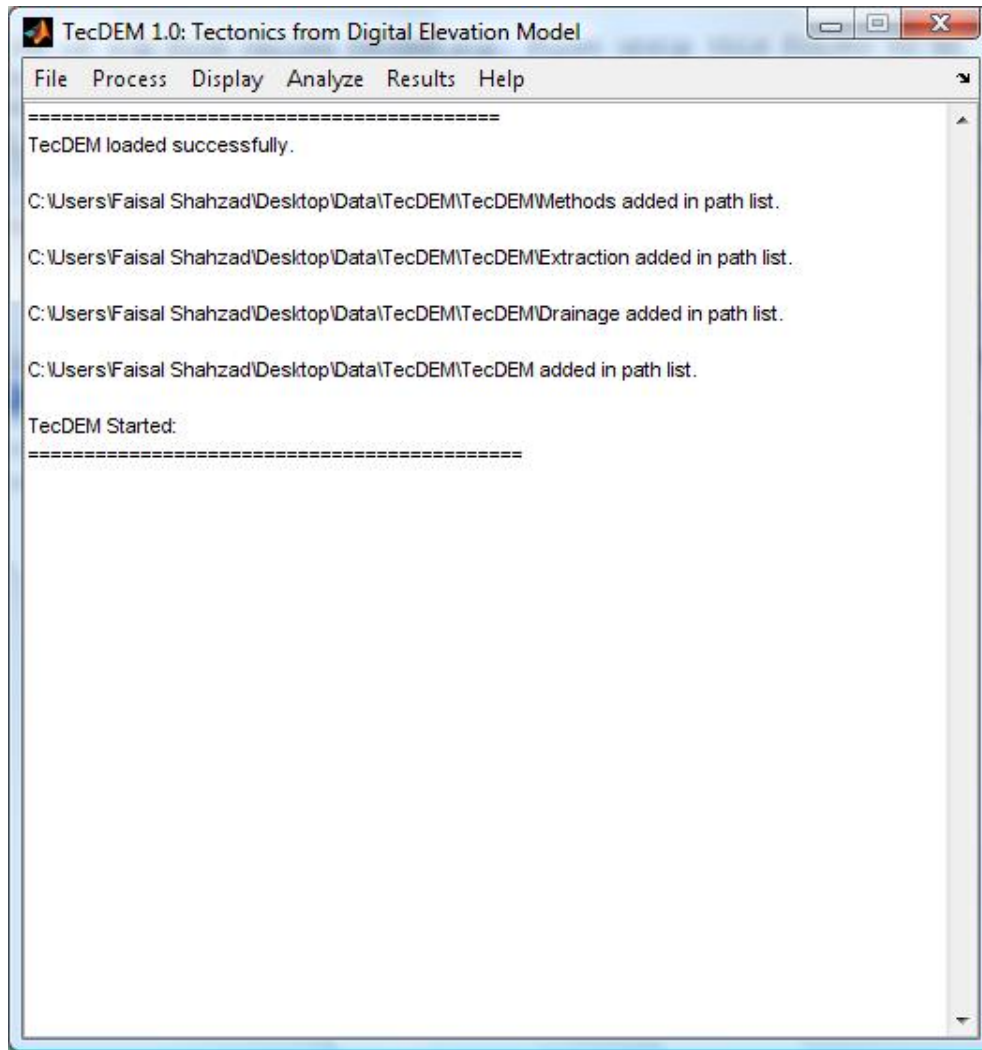 TecDEM 1.0: Tectonics from Digital Elevation Model
File Process Display Analyze Results Help
==========================================
TecDEM loaded successfully.
C:\Users\Faisal Shahzad\Desktop\Data\TecDEM\TecDEM\Methods added in path list.
C:\Users\Faisal Shahzad\Desktop\Data\TecDEM\TecDEM\Extraction added in path list.
C:\Users\Faisal Shahzad\Desktop\Data\TecDEM\TecDEM\Drainage added in path list.
C:\Users\Faisal Shahzad\Desktop\Data\TecDEM\TecDEM added in path list.
TecDEM Started:
============================================